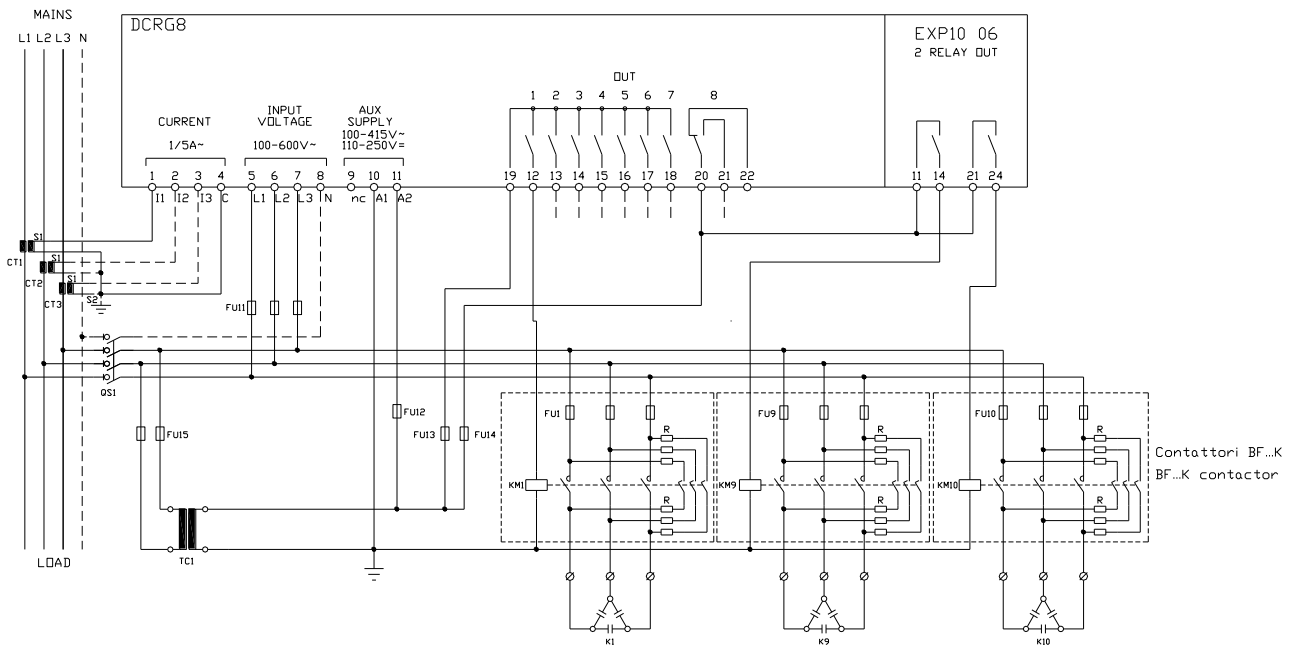 MAINS
L1 L2 L3 N
DCRG8
EXP10 06
2 RELAY OUT
OUT
1 2 3 4 5 6 7 8
CURRENT
1/5A~
INPUT
VOLTAGE
100-600V~
AUX
SUPPLY
100-415V~
110-250V=
1 2 3 4 5 6 7 8 9 10 11 19 12 13 14 15 16 17 18 20 21 22 11 14 21 24
I1 I2 I3 C L1 L2 L3 N nc A1 A2
S1
CT1
S1
CT2
S1
CT3
S2
FU11
QS1
FU15
FU12
FU13
FU14
FU1
FU9
FU10
R
R
R
KM1
KM9
KM10
R
R
R
Contattori BF...K
BF...K contactor
TC1
LOAD
K1
K9
K10